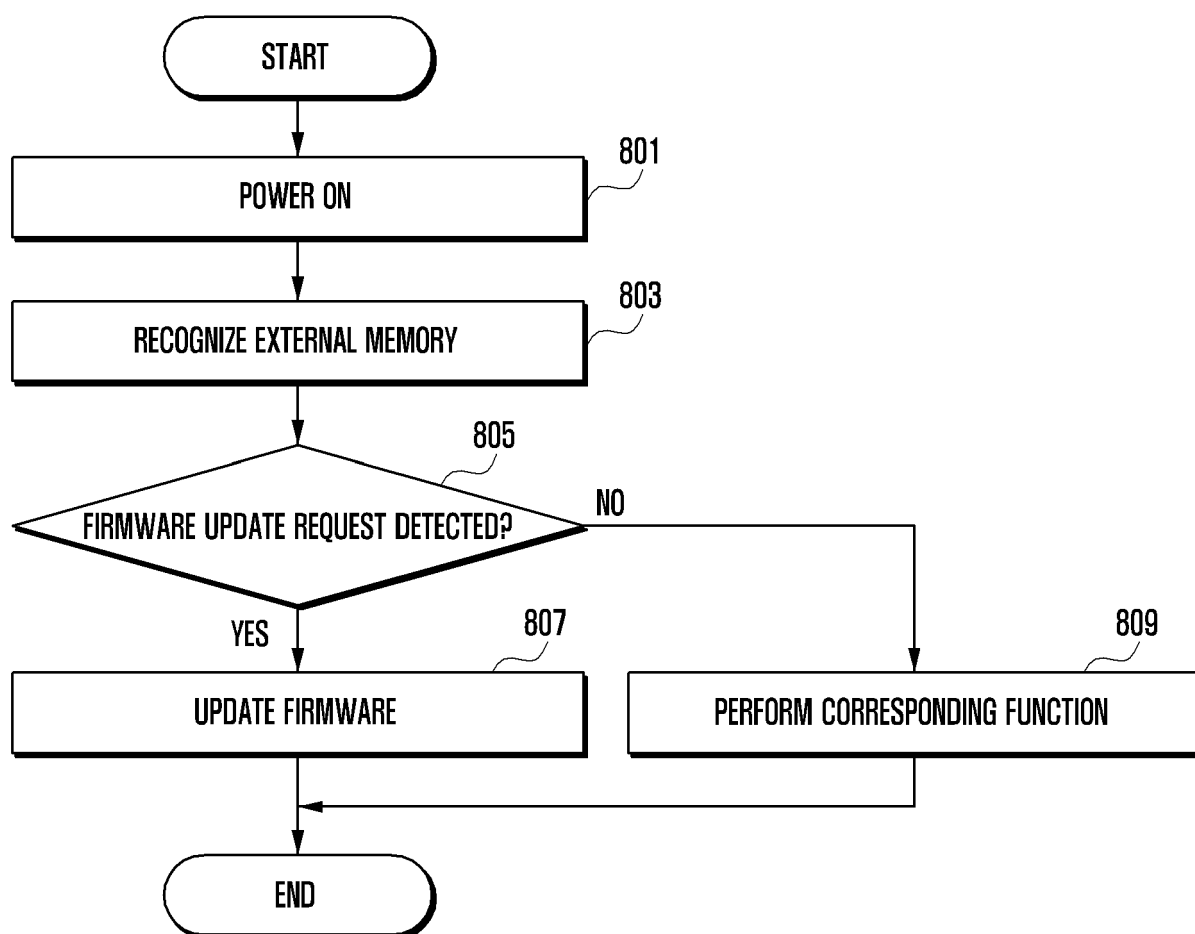 START
801
POWER ON
803
RECOGNIZE EXTERNAL MEMORY
805
FIRMWARE UPDATE REQUEST DETECTED?
NO
YES
807
809
UPDATE FIRMWARE
PERFORM CORRESPONDING FUNCTION
END